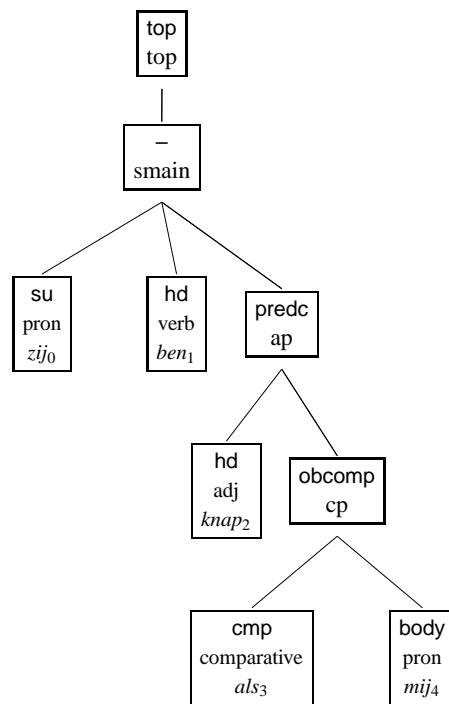 top
top
–
smain
su
pron
zij0
hd
verb
ben1
predc
ap
hd
adj
knap2
obcomp
cp
cmp
comparative
als3
body
pron
mij4